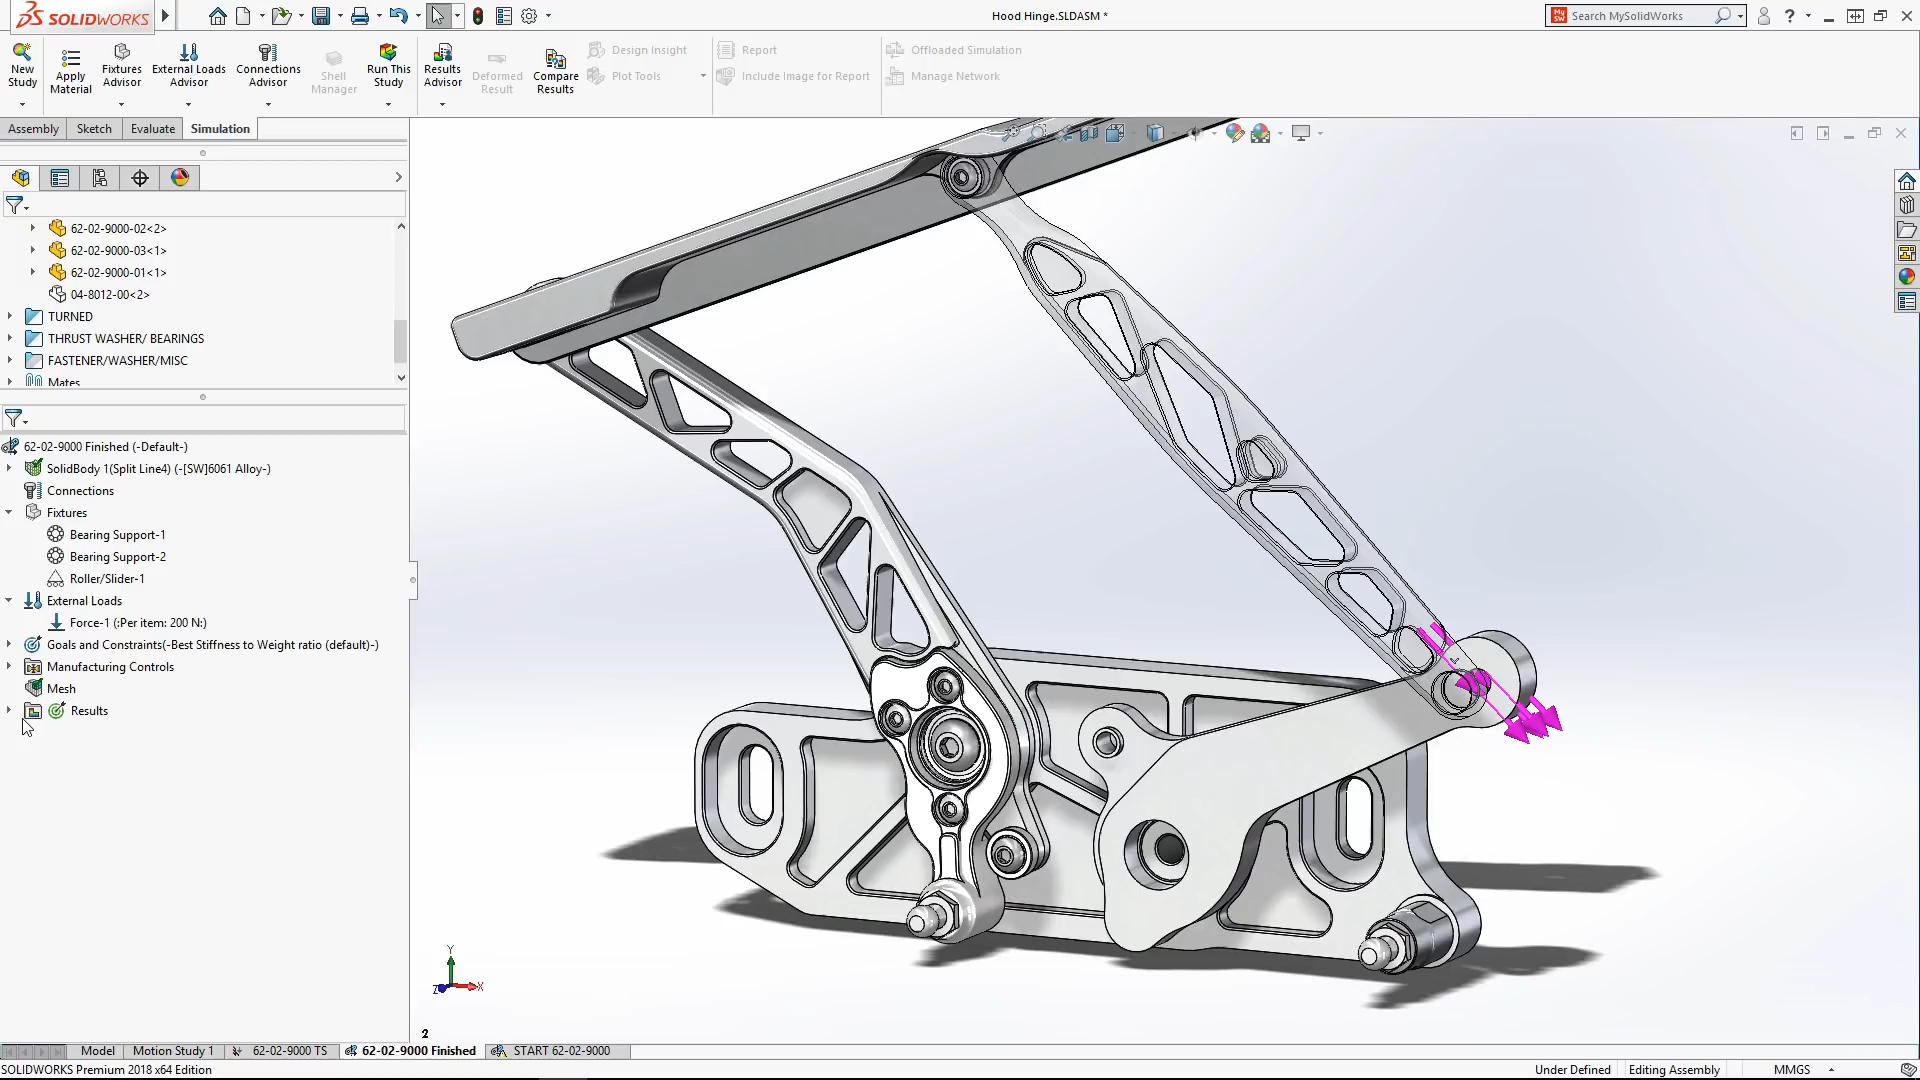 SOLIDWORKS
Hood Hinge.SLDASM *
Search MySolidWorks
New Study
Apply Material
Fixtures Advisor
External Loads Advisor
Connections Advisor
Shell Manager
Run This Study
Results Advisor
Deformed Result
Compare Results
Design Insight
Plot Tools
Report
Include Image for Report
Offloaded Simulation
Manage Network
Assembly
Sketch
Evaluate
Simulation
62-02-9000-02<2>
62-02-9000-03<1>
62-02-9000-01<1>
04-8012-00<2>
TURNED
THRUST WASHER/ BEARINGS
FASTENER/WASHER/MISC
Mates
62-02-9000 Finished (-Default-)
SolidBody 1(Split Line4) (-[SW]6061 Alloy-)
Connections
Fixtures
Bearing Support-1
Bearing Support-2
Roller/Slider-1
External Loads
Force-1 (:Per item: 200 N:)
Goals and Constraints(-Best Stiffness to Weight ratio (default)-)
Manufacturing Controls
Mesh
Results
Y
Z
X
2
Model
Motion Study 1
62-02-9000 TS
62-02-9000 Finished
START 62-02-9000
SOLIDWORKS Premium 2018 x64 Edition
Under Defined
Editing Assembly
MMGS